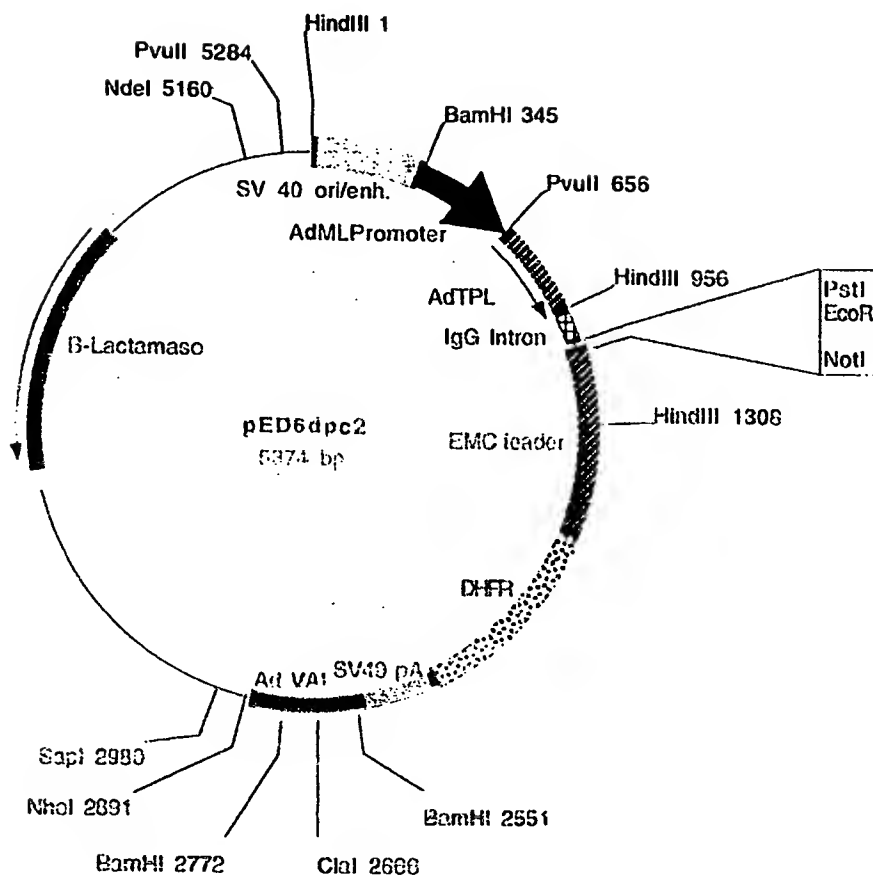 HindIII 1
PvuII 5284
NdeI 5160
BamHI 345
SV 40 ori/enh.
PvuII 656
AdMLPromoter
HindIII 956
AdTPL
PstI
EcoR
IgG Intron
NotI
B-Lactamaso
HindIII 1308
pED6dpc2
EMC leader
5374 bp
DHFR
Ad VAI
SV40 pA
SapI 2980
NheI 2891
BamHI 2551
BamHI 2772
ClaI